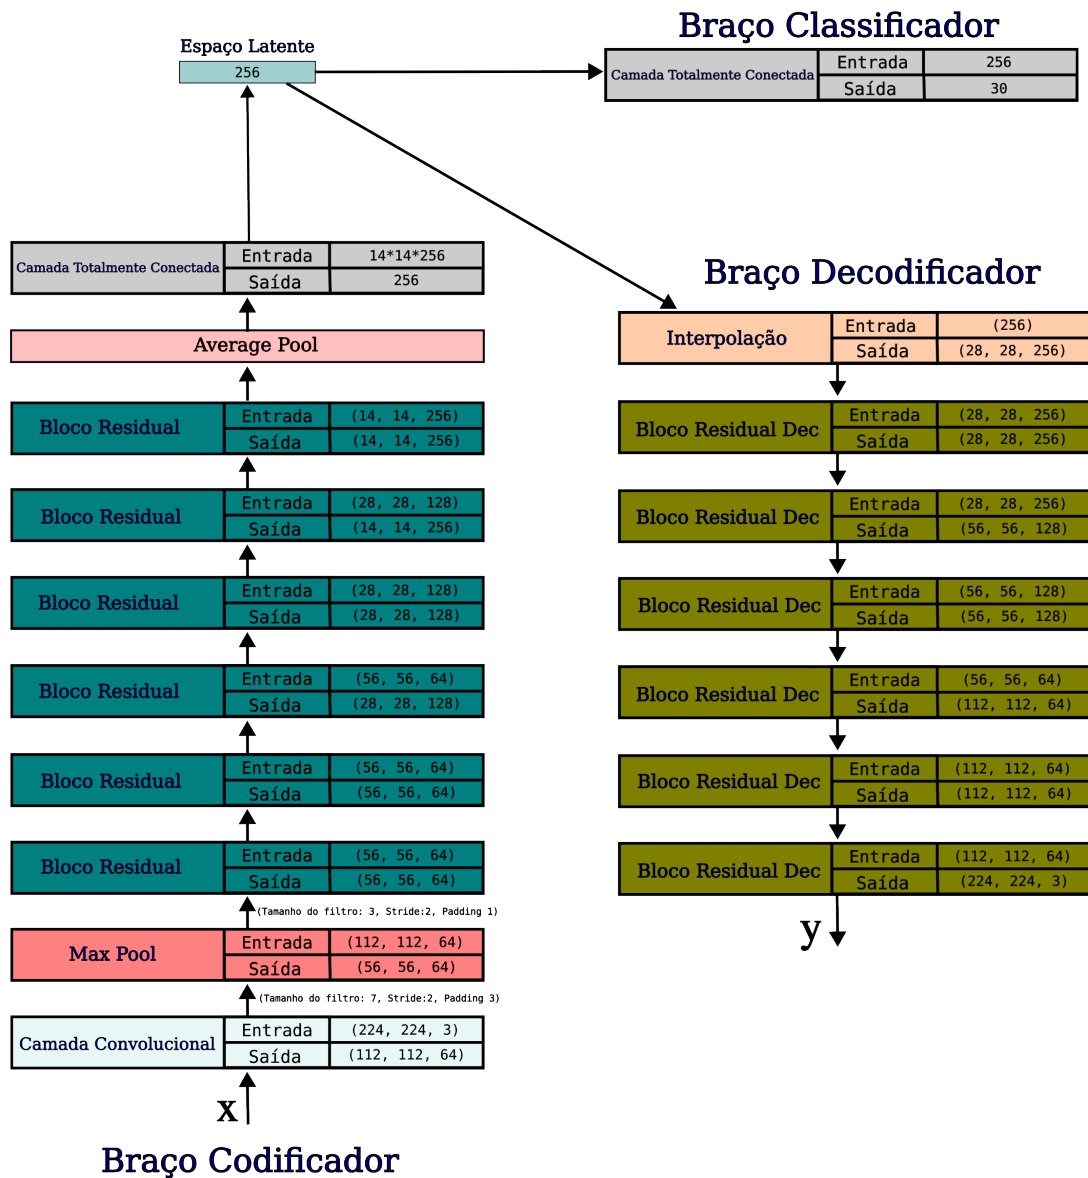 Braço Classificador
Espaço Latente
256
Camada Totalmente Conectada
Entrada
256
Saída
30
Camada Totalmente Conectada
Entrada
14*14*256
Saída
256
Average Pool
Bloco Residual
Entrada
(14, 14, 256)
Saída
(14, 14, 256)
Bloco Residual
Entrada
(28, 28, 128)
Saída
(14, 14, 256)
Bloco Residual
Entrada
(28, 28, 128)
Saída
(28, 28, 128)
Bloco Residual
Entrada
(56, 56, 64)
Saída
(28, 28, 128)
Bloco Residual
Entrada
(56, 56, 64)
Saída
(56, 56, 64)
Bloco Residual
Entrada
(56, 56, 64)
Saída
(56, 56, 64)
(Tamanho do filtro: 3, Stride:2, Padding 1)
Max Pool
Entrada
(112, 112, 64)
Saída
(56, 56, 64)
(Tamanho do filtro: 7, Stride:2, Padding 3)
Camada Convolucional
Entrada
(224, 224, 3)
Saída
(112, 112, 64)
x
Braço Codificador
Braço Decodificador
Interpolação
Entrada
(256)
Saída
(28, 28, 256)
Bloco Residual Dec
Entrada
(28, 28, 256)
Saída
(28, 28, 256)
Bloco Residual Dec
Entrada
(28, 28, 256)
Saída
(56, 56, 128)
Bloco Residual Dec
Entrada
(56, 56, 128)
Saída
(56, 56, 128)
Bloco Residual Dec
Entrada
(56, 56, 64)
Saída
(112, 112, 64)
Bloco Residual Dec
Entrada
(112, 112, 64)
Saída
(112, 112, 64)
Bloco Residual Dec
Entrada
(112, 112, 64)
Saída
(224, 224, 3)
y